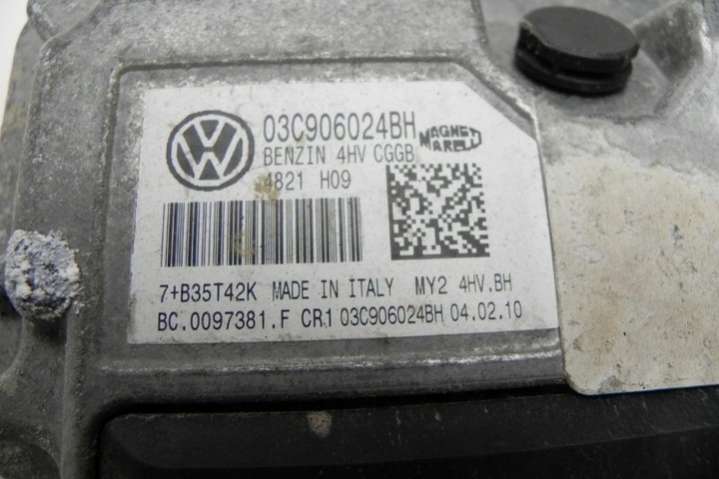 03C906024BH
BENZIN 4HV CGGB
MAGNETI
MARELLI
4821 H09
7+B35T42K MADE IN ITALY MY2 4HV.BH
BC.0097381.F CR1 03C906024BH 04.02.10